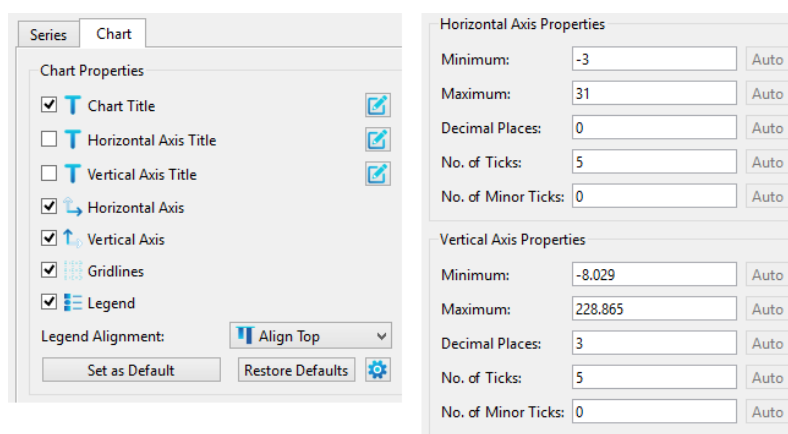 Series Chart
Chart Properties
T Chart Title
T Horizontal Axis Title
T Vertical Axis Title
Horizontal Axis
Vertical Axis
Gridlines
Legend
Legend Alignment: Align Top
Set as Default Restore Defaults
Horizontal Axis Properties
Minimum: -3 Auto
Maximum: 31 Auto
Decimal Places: 0 Auto
No. of Ticks: 5 Auto
No. of Minor Ticks: 0 Auto
Vertical Axis Properties
Minimum: -8.029 Auto
Maximum: 228.865 Auto
Decimal Places: 3 Auto
No. of Ticks: 5 Auto
No. of Minor Ticks: 0 Auto